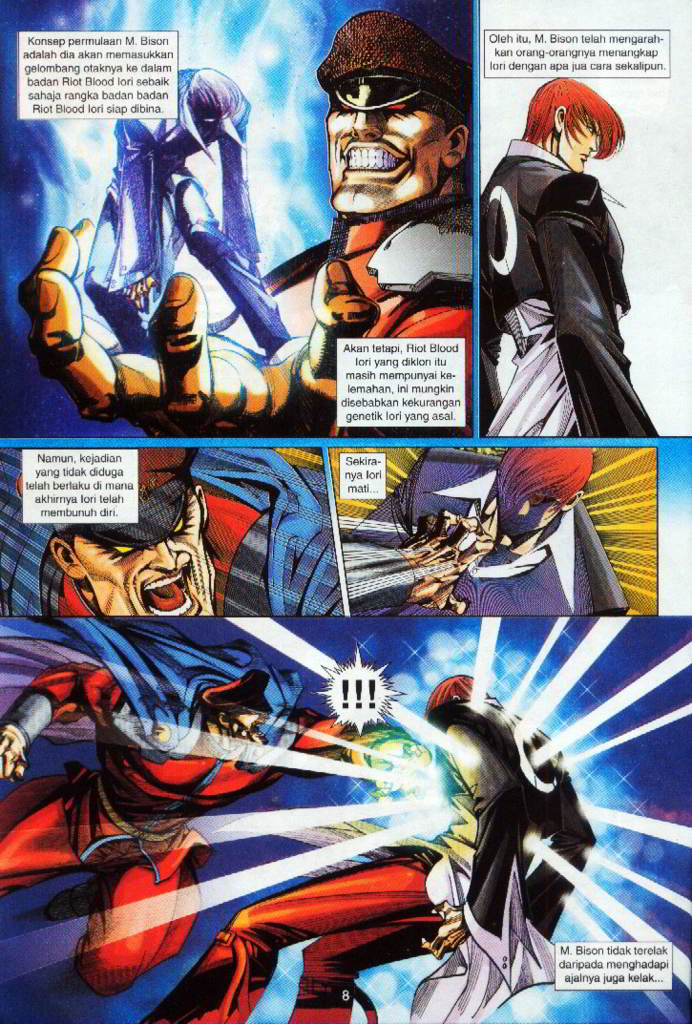 Konsep permulaan M. Bison
adalah dia akan memasukkan
gelombang otaknya ke dalam
badan Riot Blood Iori sebaik
sahaja rangka badan badan
Riot Blood Iori siap dibina.
Oleh itu, M. Bison telah mengarah-
kan orang-orangnya menangkap
Iori dengan apa jua cara sekalipun.
Akan tetapi, Riot Blood
Iori yang diklon itu
masih mempunyai ke-
lemahan, ini mungkin
disebabkan kekurangan
genetik Iori yang asal.
Namun, kejadian
yang tidak diduga
telah berlaku di mana
akhirnya Iori telah
membunuh diri.
Sekira-
nya Iori
mati...
!!!
M. Bison tidak terelak
daripada menghadapi
ajalnya juga kelak...
8